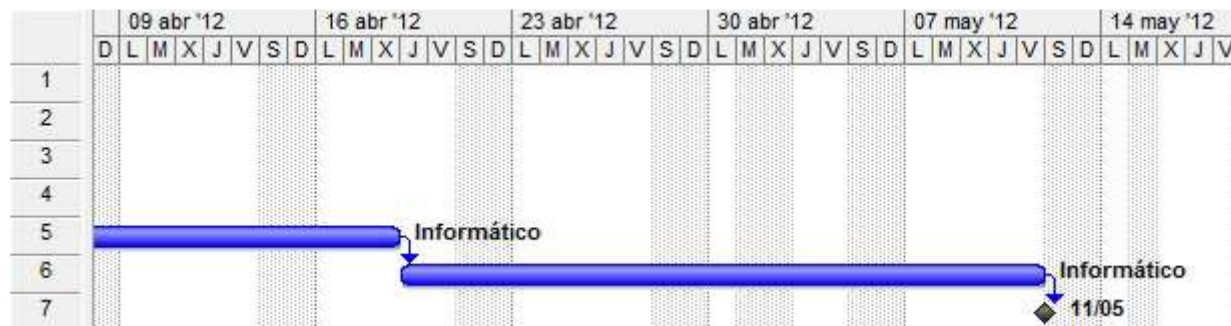 09 abr '12 16 abr '12 23 abr '12 30 abr '12 07 may '12 14 may '12
D L M X J V S D L M X J V S D L M X J V S D L M X J V S D L M X J V S D L M X J V
1
2
3
4
5 Informático
6 Informático
7 11/05